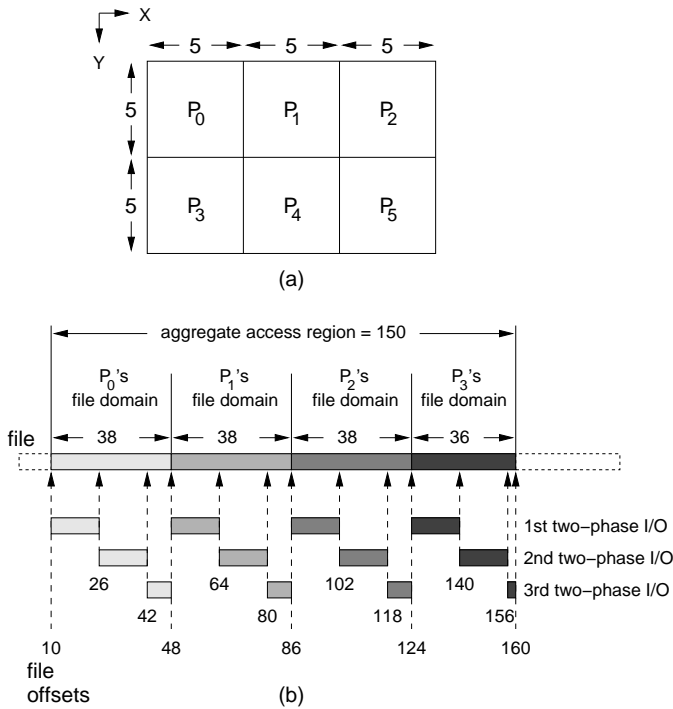 X
Y
5 5 5
5 P0 P1 P2
5 P3 P4 P5
(a)
aggregate access region = 150
P0's P1's P2's P3's
file domain file domain file domain file domain
file 38 38 38 36
1st two−phase I/O
2nd two−phase I/O
26 64 102 140 3rd two−phase I/O
42 80 118 156
10 48 86 124 160
file
offsets
(b)